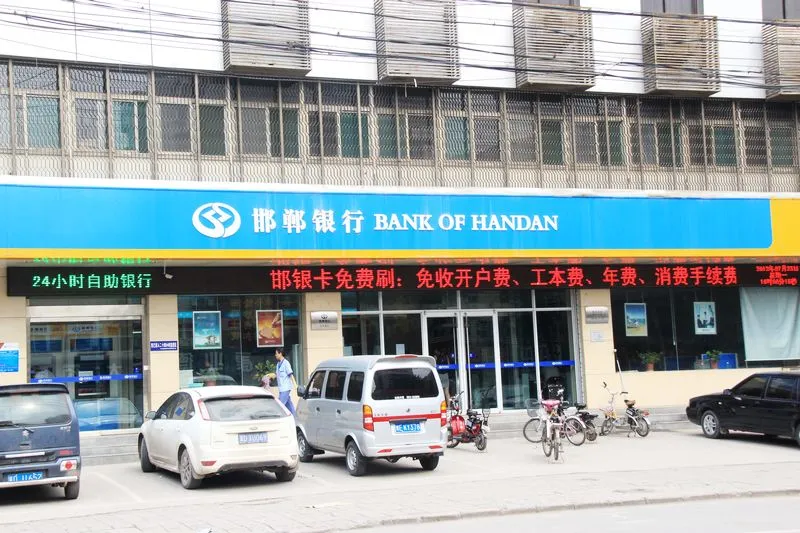 邯郸银行 BANK OF HANDAN
24小时自助银行
邯银卡免费刷：免收开户费、工本费、年费、消费手续费